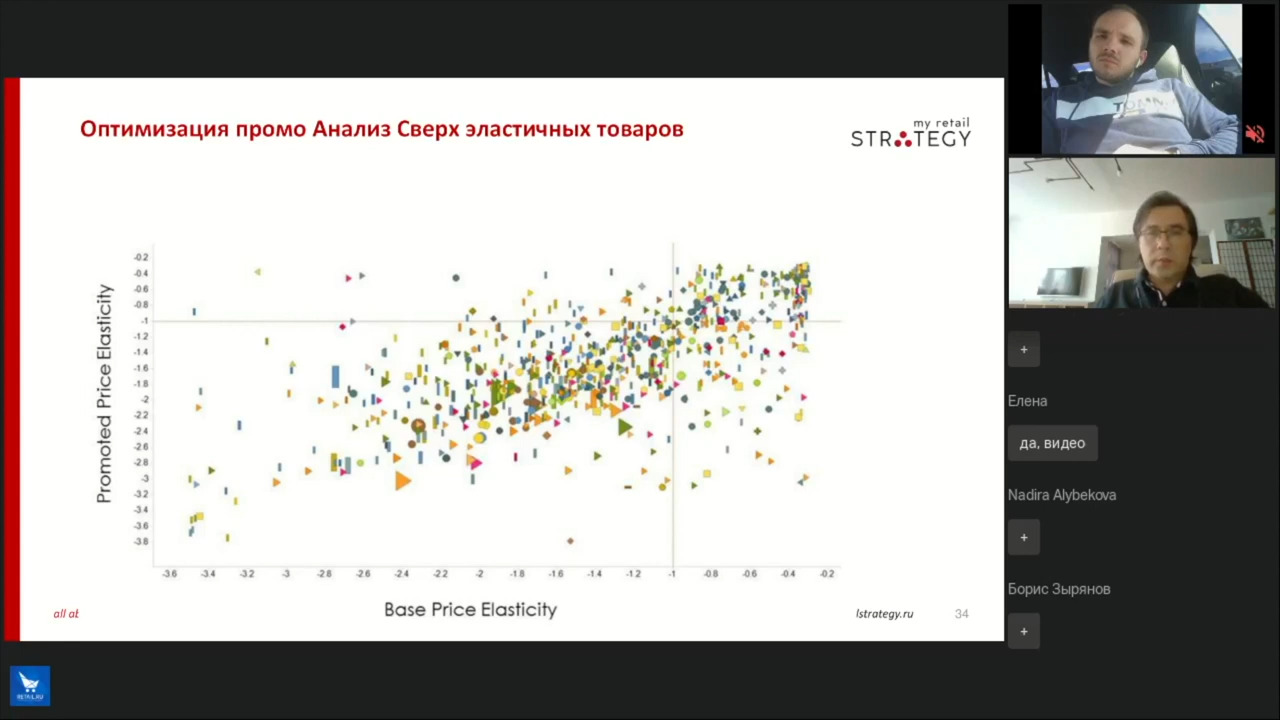 Оптимизация промо Анализ Сверх эластичных товаров
my retail
STRATEGY
Promoted Price Elasticity
-0.2
-0.4
-0.6
-0.8
-1
-1.2
-1.4
-1.6
-1.8
-2
-2.2
-2.4
-2.6
-2.8
-3
-3.2
-3.4
-3.6
-3.8
-3.6 -3.4 -3.2 -3 -2.8 -2.6 -2.4 -2.2 -2 -1.8 -1.6 -1.4 -1.2 -1 -0.8 -0.6 -0.4 -0.2
Base Price Elasticity
all at
lstrategy.ru
34
RETAIL.RU
+
Елена
да, видео
Nadira Alybekova
+
Борис Зырянов
+